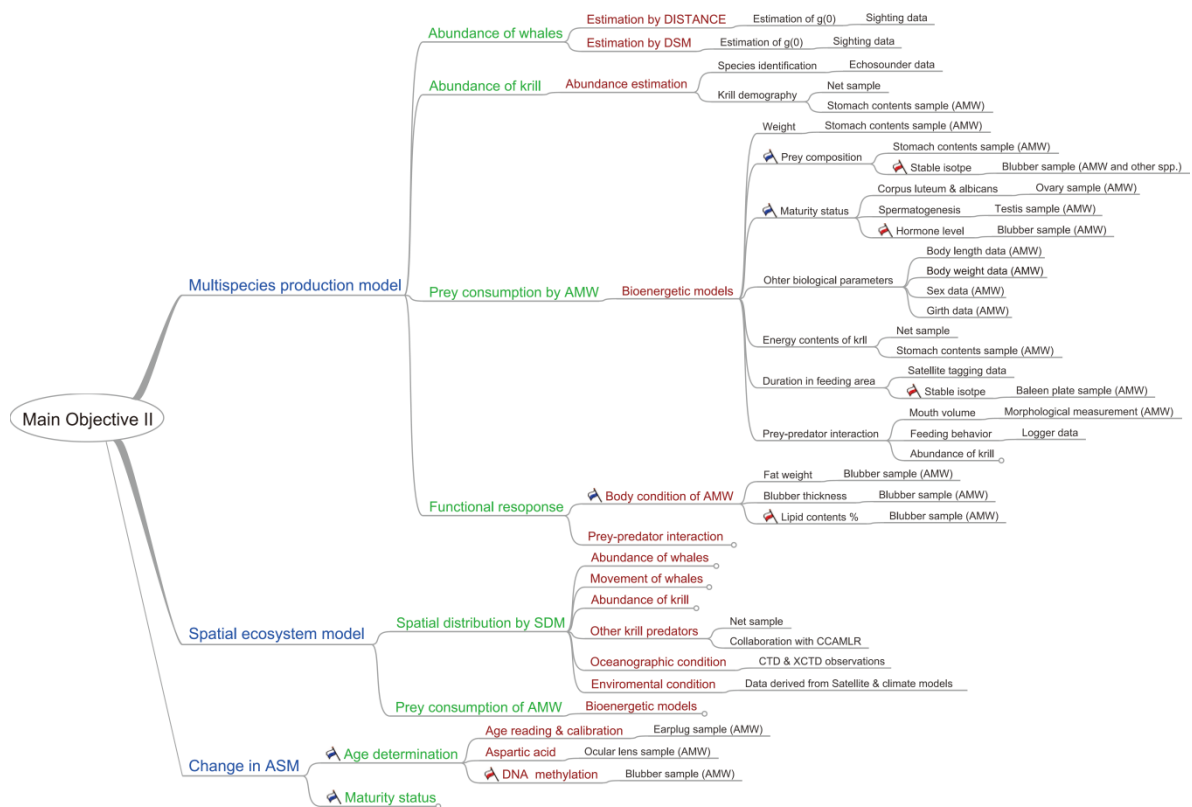 Main Objective II
Multispecies production model
Abundance of whales
Estimation by DISTANCE
Estimation of g(0)
Sighting data
Estimation by DSM
Estimation of g(0)
Sighting data
Abundance of krill
Abundance estimation
Species identification
Echosounder data
Krill demography
Net sample
Stomach contents sample (AMW)
Prey consumption by AMW
Bioenergetic models
Weight
Stomach contents sample (AMW)
Prey composition
Stomach contents sample (AMW)
Stable isotpe
Blubber sample (AMW and other spp.)
Maturity status
Corpus luteum & albicans
Ovary sample (AMW)
Spermatogenesis
Testis sample (AMW)
Hormone level
Blubber sample (AMW)
Ohter biological parameters
Body length data (AMW)
Body weight data (AMW)
Sex data (AMW)
Girth data (AMW)
Energy contents of krll
Net sample
Stomach contents sample (AMW)
Duration in feeding area
Satellite tagging data
Stable isotpe
Baleen plate sample (AMW)
Prey-predator interaction
Mouth volume
Morphological measurement (AMW)
Feeding behavior
Logger data
Abundance of krill
Functional resoponse
Body condition of AMW
Fat weight
Blubber sample (AMW)
Blubber thickness
Blubber sample (AMW)
Lipid contents %
Blubber sample (AMW)
Prey-predator interaction
Spatial ecosystem model
Spatial distribution by SDM
Abundance of whales
Movement of whales
Abundance of krill
Other krill predators
Net sample
Collaboration with CCAMLR
Oceanographic condition
CTD & XCTD observations
Enviromental condition
Data derived from Satellite & climate models
Prey consumption of AMW
Bioenergetic models
Change in ASM
Age determination
Age reading & calibration
Earplug sample (AMW)
Aspartic acid
Ocular lens sample (AMW)
DNA methylation
Blubber sample (AMW)
Maturity status